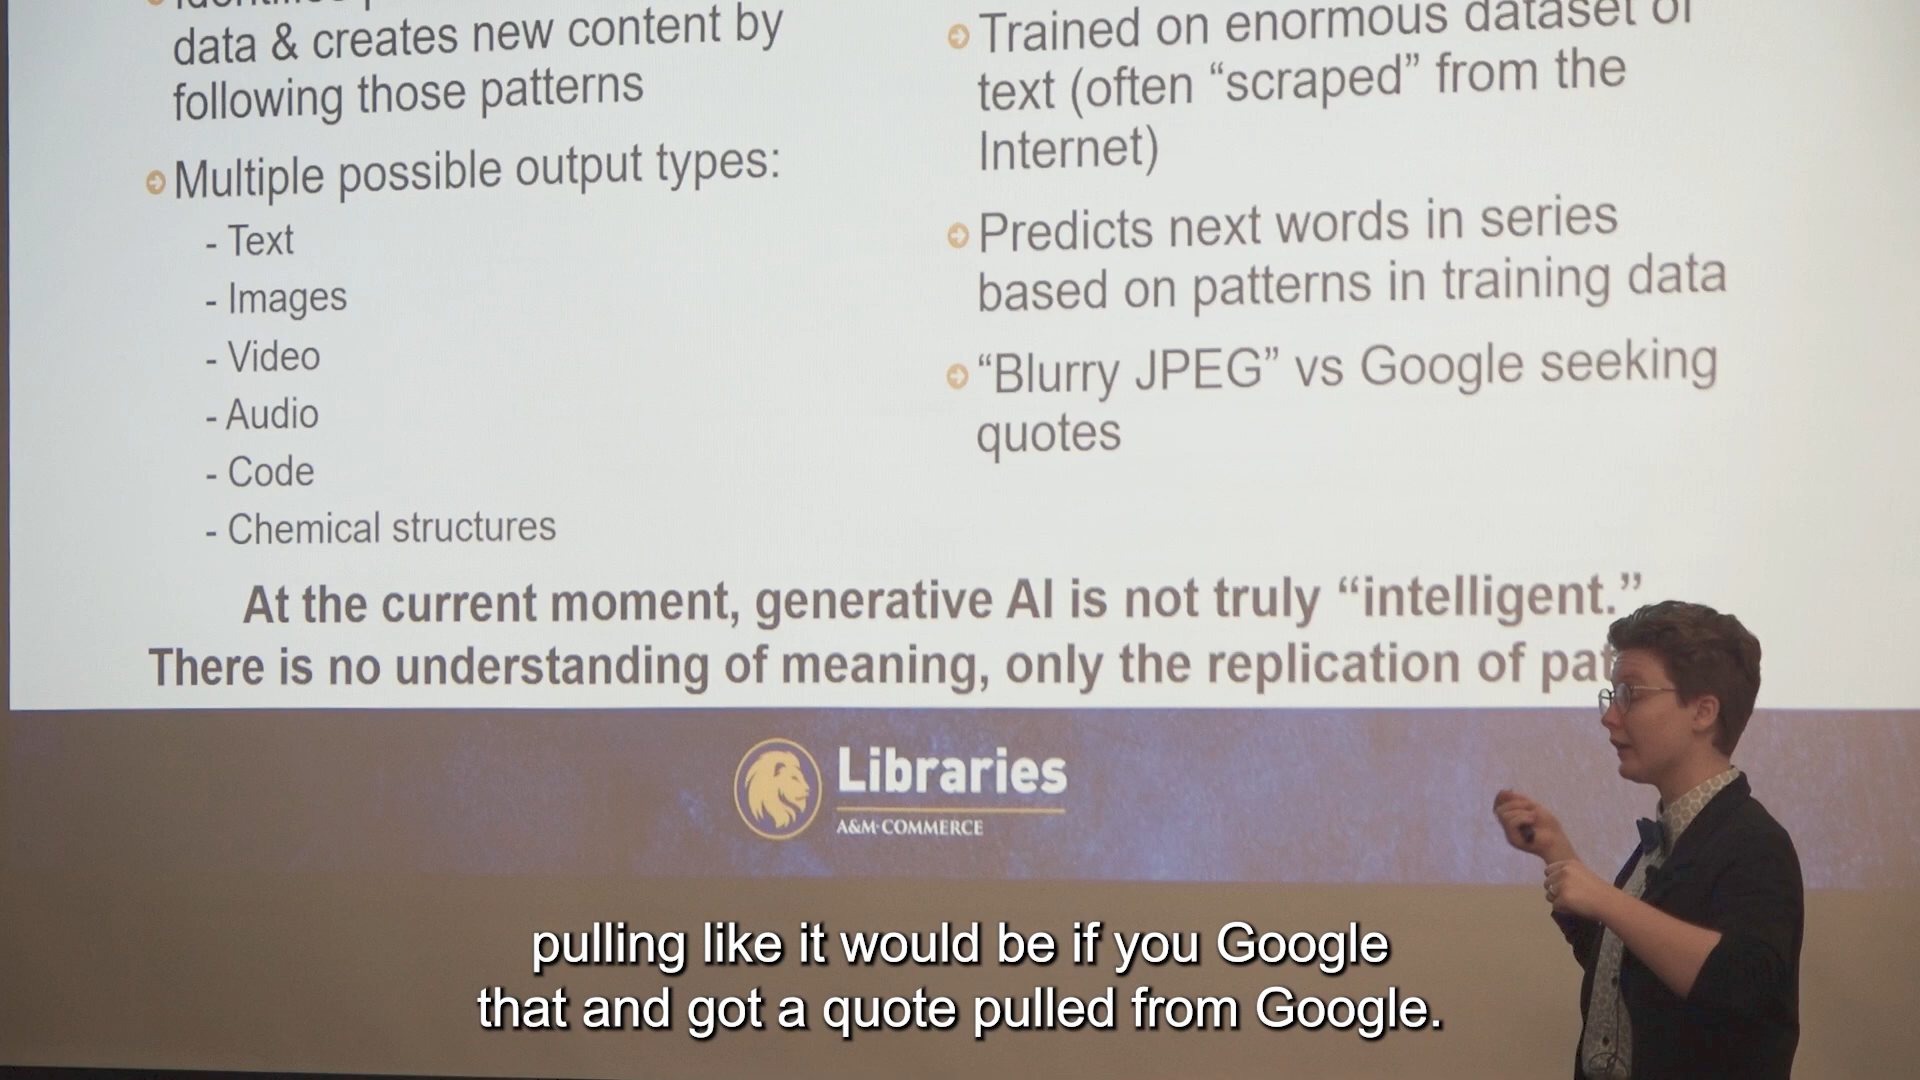 data & creates new content by
following those patterns
Multiple possible output types:
- Text
- Images
- Video
- Audio
- Code
- Chemical structures
Trained on enormous dataset of
text (often “scraped” from the
Internet)
Predicts next words in series
based on patterns in training data
“Blurry JPEG” vs Google seeking
quotes
At the current moment, generative AI is not truly “intelligent.”
There is no understanding of meaning, only the replication of
Libraries
A&M-COMMERCE
pulling like it would be if you Google
that and got a quote pulled from Google.